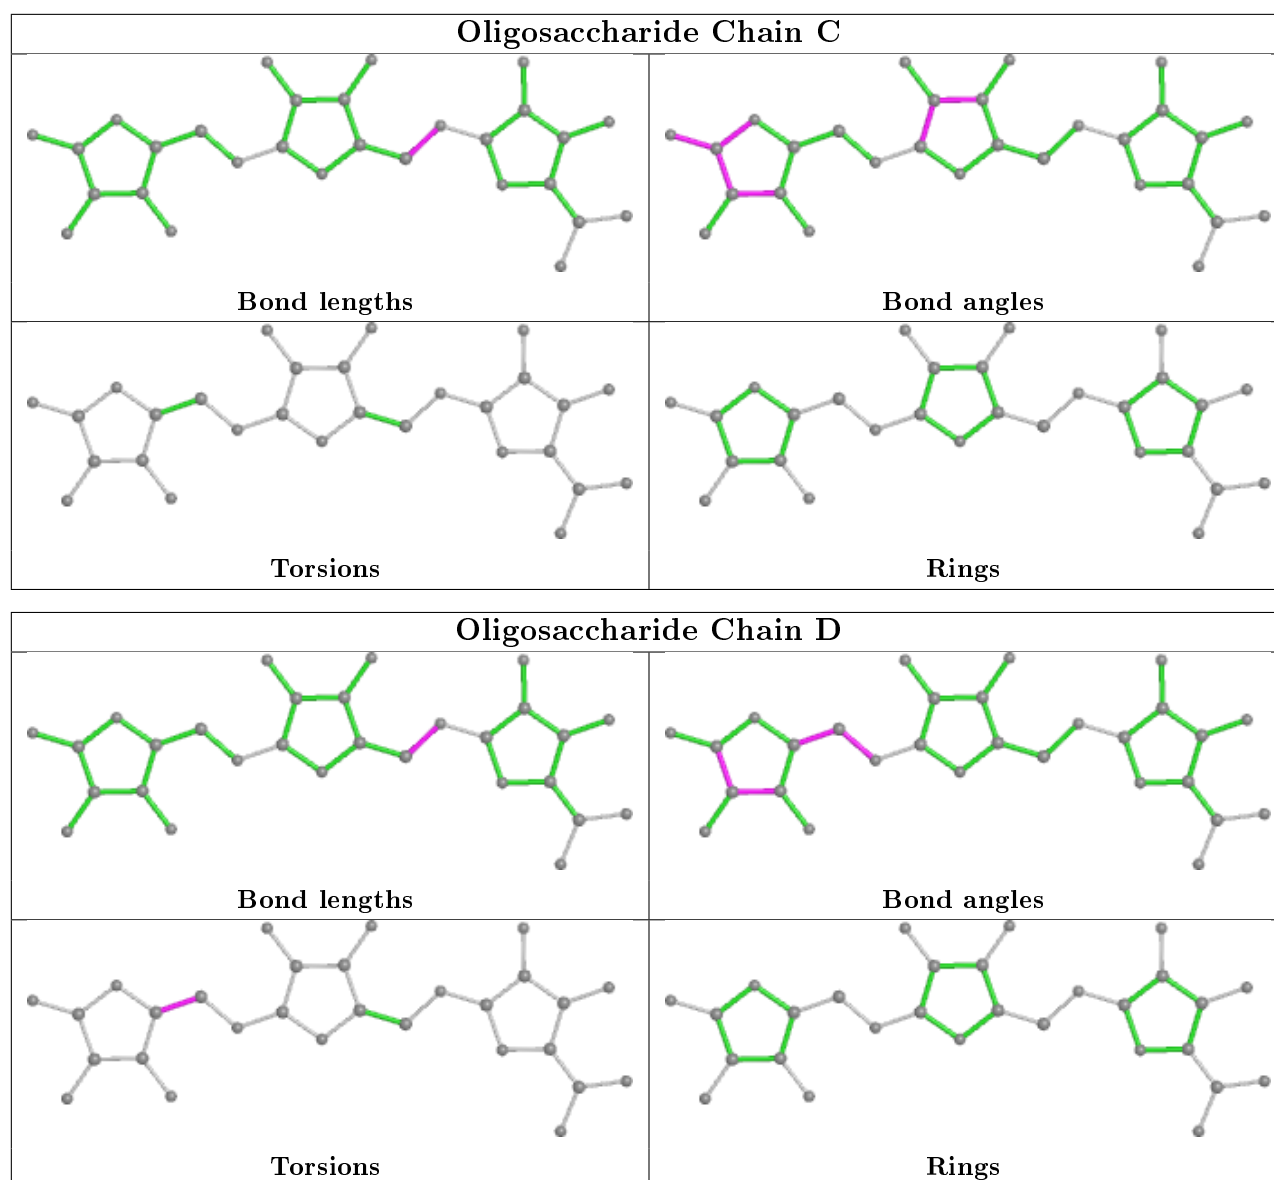 Oligosaccharide Chain C
Bond lengths
Bond angles
Torsions
Rings
Oligosaccharide Chain D
Bond lengths
Bond angles
Torsions
Rings